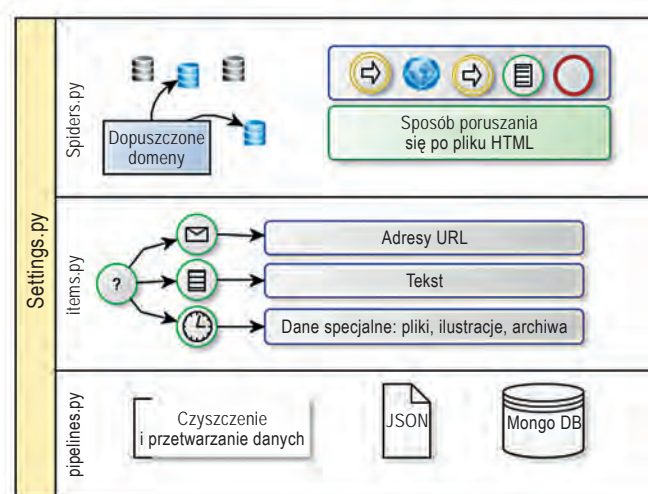 Settings.py
Spiders.py
Dopuszczone
domeny
Sposób poruszania
się po pliku HTML
items.py
?
Adresy URL
Tekst
Dane specjalne: pliki, ilustracje, archiwa
pipelines.py
Czyszczenie
i przetwarzanie danych
JSON
Mongo DB